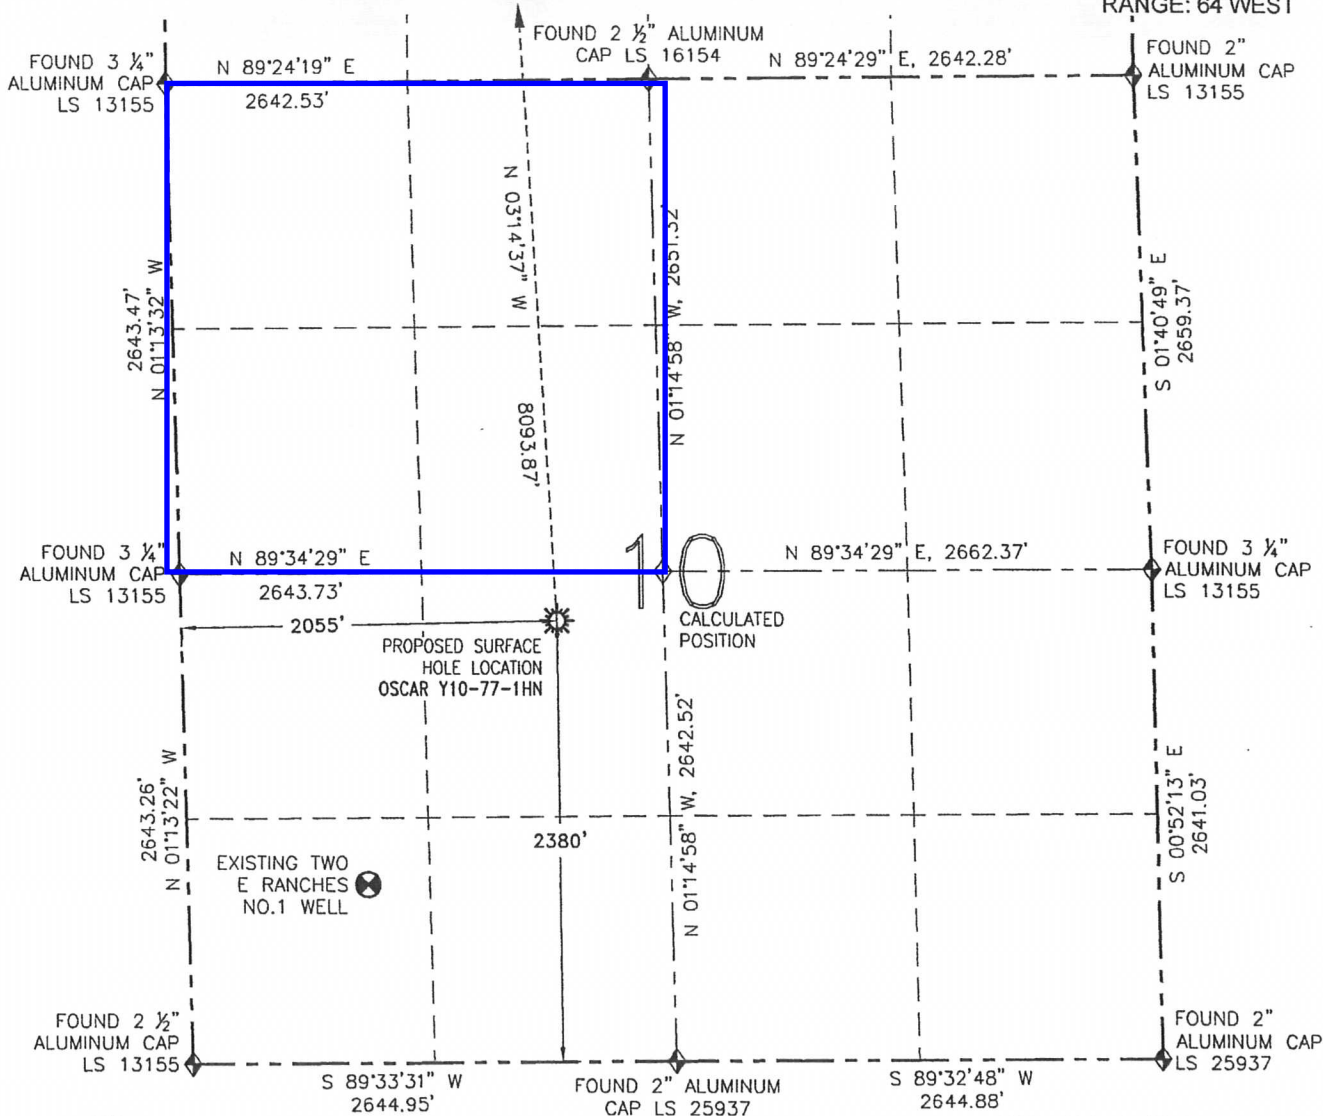 RANGE: 64 WEST
FOUND 3 ¼"
ALUMINUM CAP
LS 13155
N 89°24'19" E
2642.53'
FOUND 2 ½" ALUMINUM
CAP LS 16154
N 89°24'29" E, 2642.28'
FOUND 2"
ALUMINUM CAP
LS 13155
N 03°14'37" W
8093.87'
2643.47'
N 01°13'32" W
N 01°14'58" W, 2651.32'
S 01°40'49" E
2659.37'
FOUND 3 ¼"
ALUMINUM CAP
LS 13155
N 89°34'29" E
2643.73'
10
N 89°34'29" E, 2662.37'
FOUND 3 ¼"
ALUMINUM CAP
LS 13155
CALCULATED
POSITION
2055'
PROPOSED SURFACE
HOLE LOCATION
OSCAR Y10-77-1HN
2643.26'
N 01°13'22" W
N 01°14'58" W, 2642.52'
S 00°52'13" E
2641.03'
2380'
EXISTING TWO
E RANCHES
NO.1 WELL
FOUND 2 ½"
ALUMINUM CAP
LS 13155
S 89°33'31" W
2644.95'
FOUND 2" ALUMINUM
CAP LS 25937
S 89°32'48" W
2644.88'
FOUND 2"
ALUMINUM CAP
LS 25937